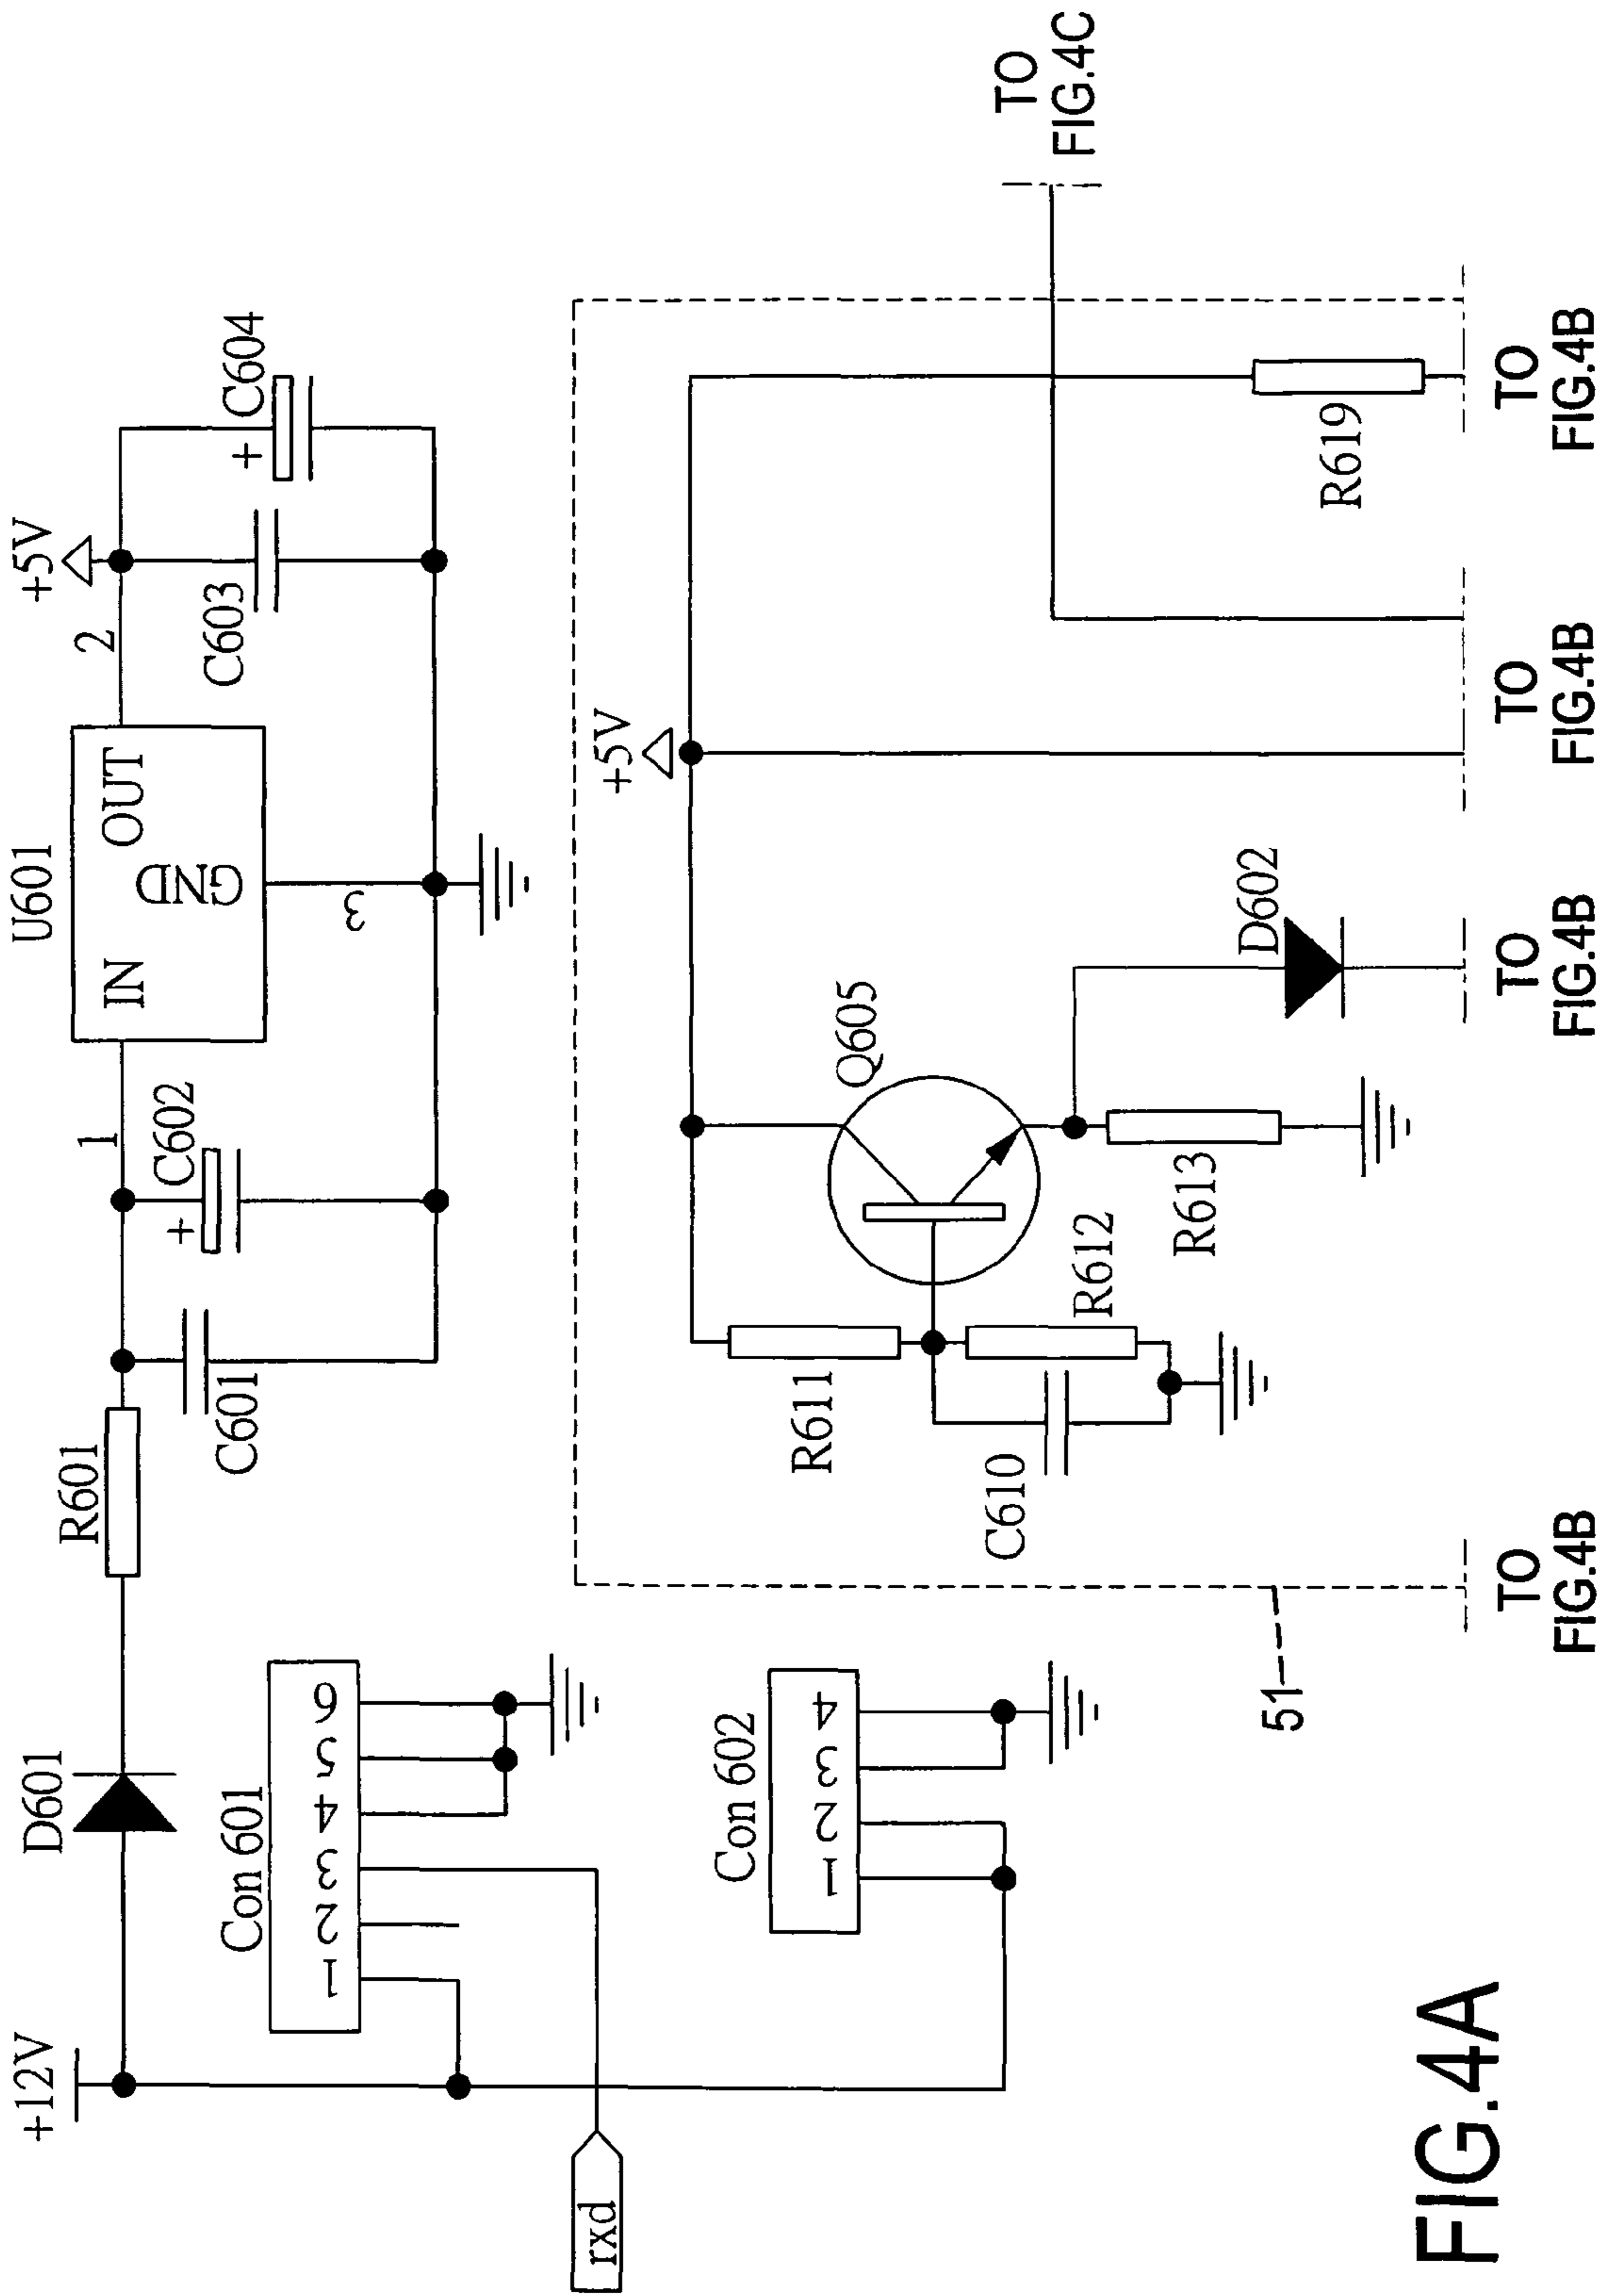 +12V
D601
R601
C601
C602
1
U601
IN
OUT
GND
2
3
+5V
C603
C604
Con 601
1 2 3 4 5 6
rxd
Con 602
1 2 3 4
51
+5V
R611
C610
R612
Q605
R613
D602
R619
TO
FIG.4C
TO
FIG.4B
TO
FIG.4B
TO
FIG.4B
TO
FIG.4B
FIG.4A